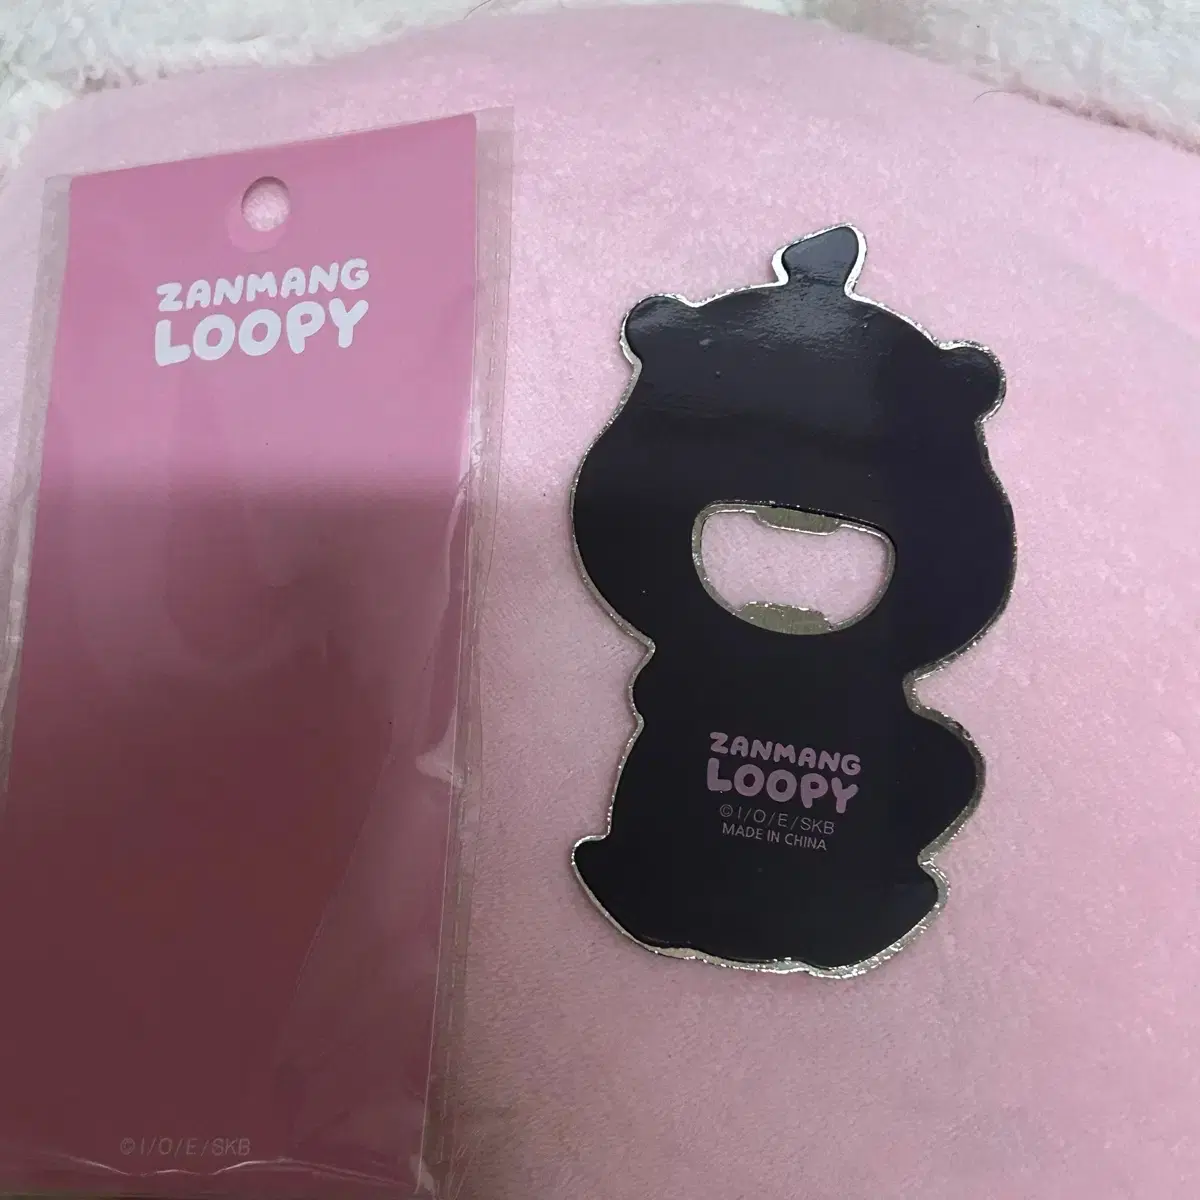 ZANMANG
LOOPY
©I/O/E/SKB
ZANMANG
LOOPY
©I/O/E/SKB
MADE IN CHINA